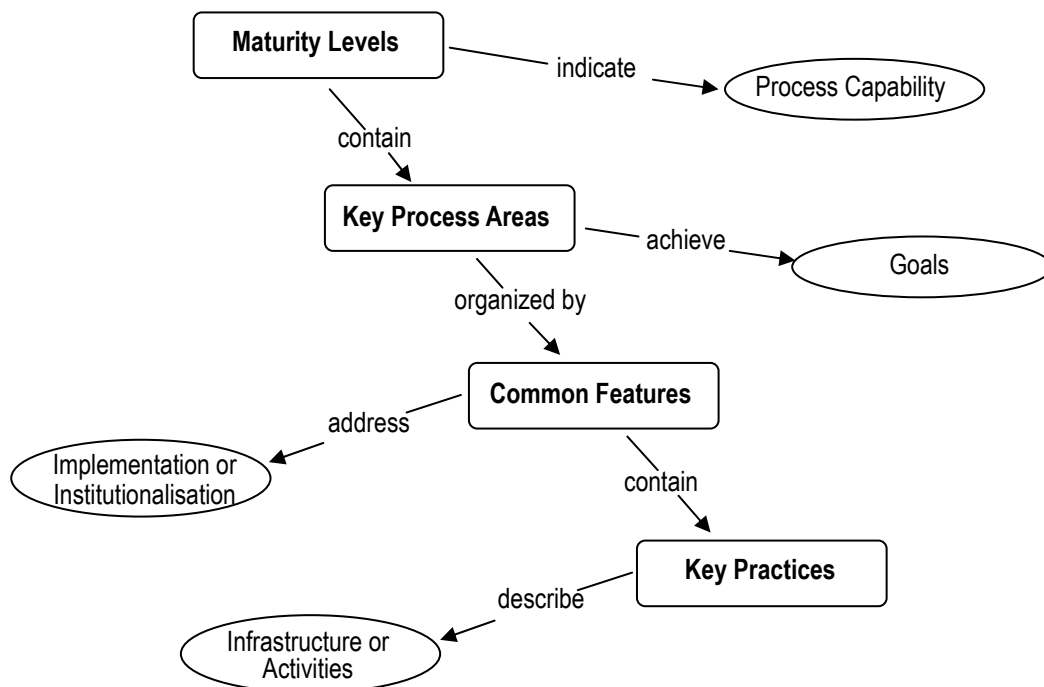 Maturity Levels
indicate
Process Capability
contain
Key Process Areas
achieve
Goals
organized by
Common Features
address
Implementation or
Institutionalisation
contain
Key Practices
describe
Infrastructure or
Activities